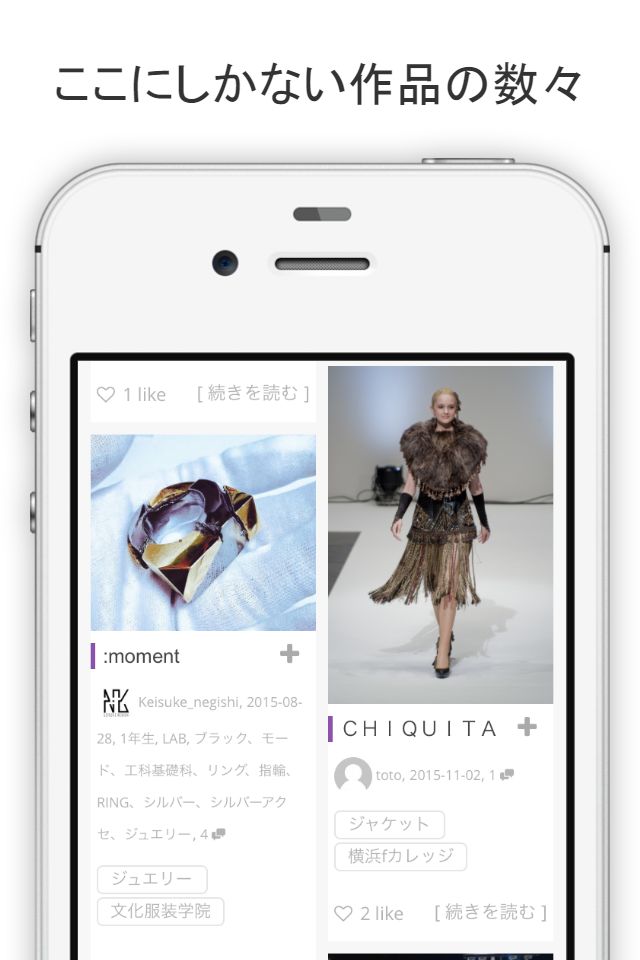 ここにしかない作品の数々
1 like
[ 続きを読む ]
:moment
Keisuke_negishi, 2015-08-
28, 1年生, LAB, ブラック、モー
ド、工科基礎科、リング、指輪、
RING、シルバー、シルバーアク
セ、ジュエリー, 4
ジュエリー
文化服装学院
ＣＨＩＱＵＩＴＡ
toto, 2015-11-02, 1
ジャケット
横浜fカレッジ
2 like
[ 続きを読む ]